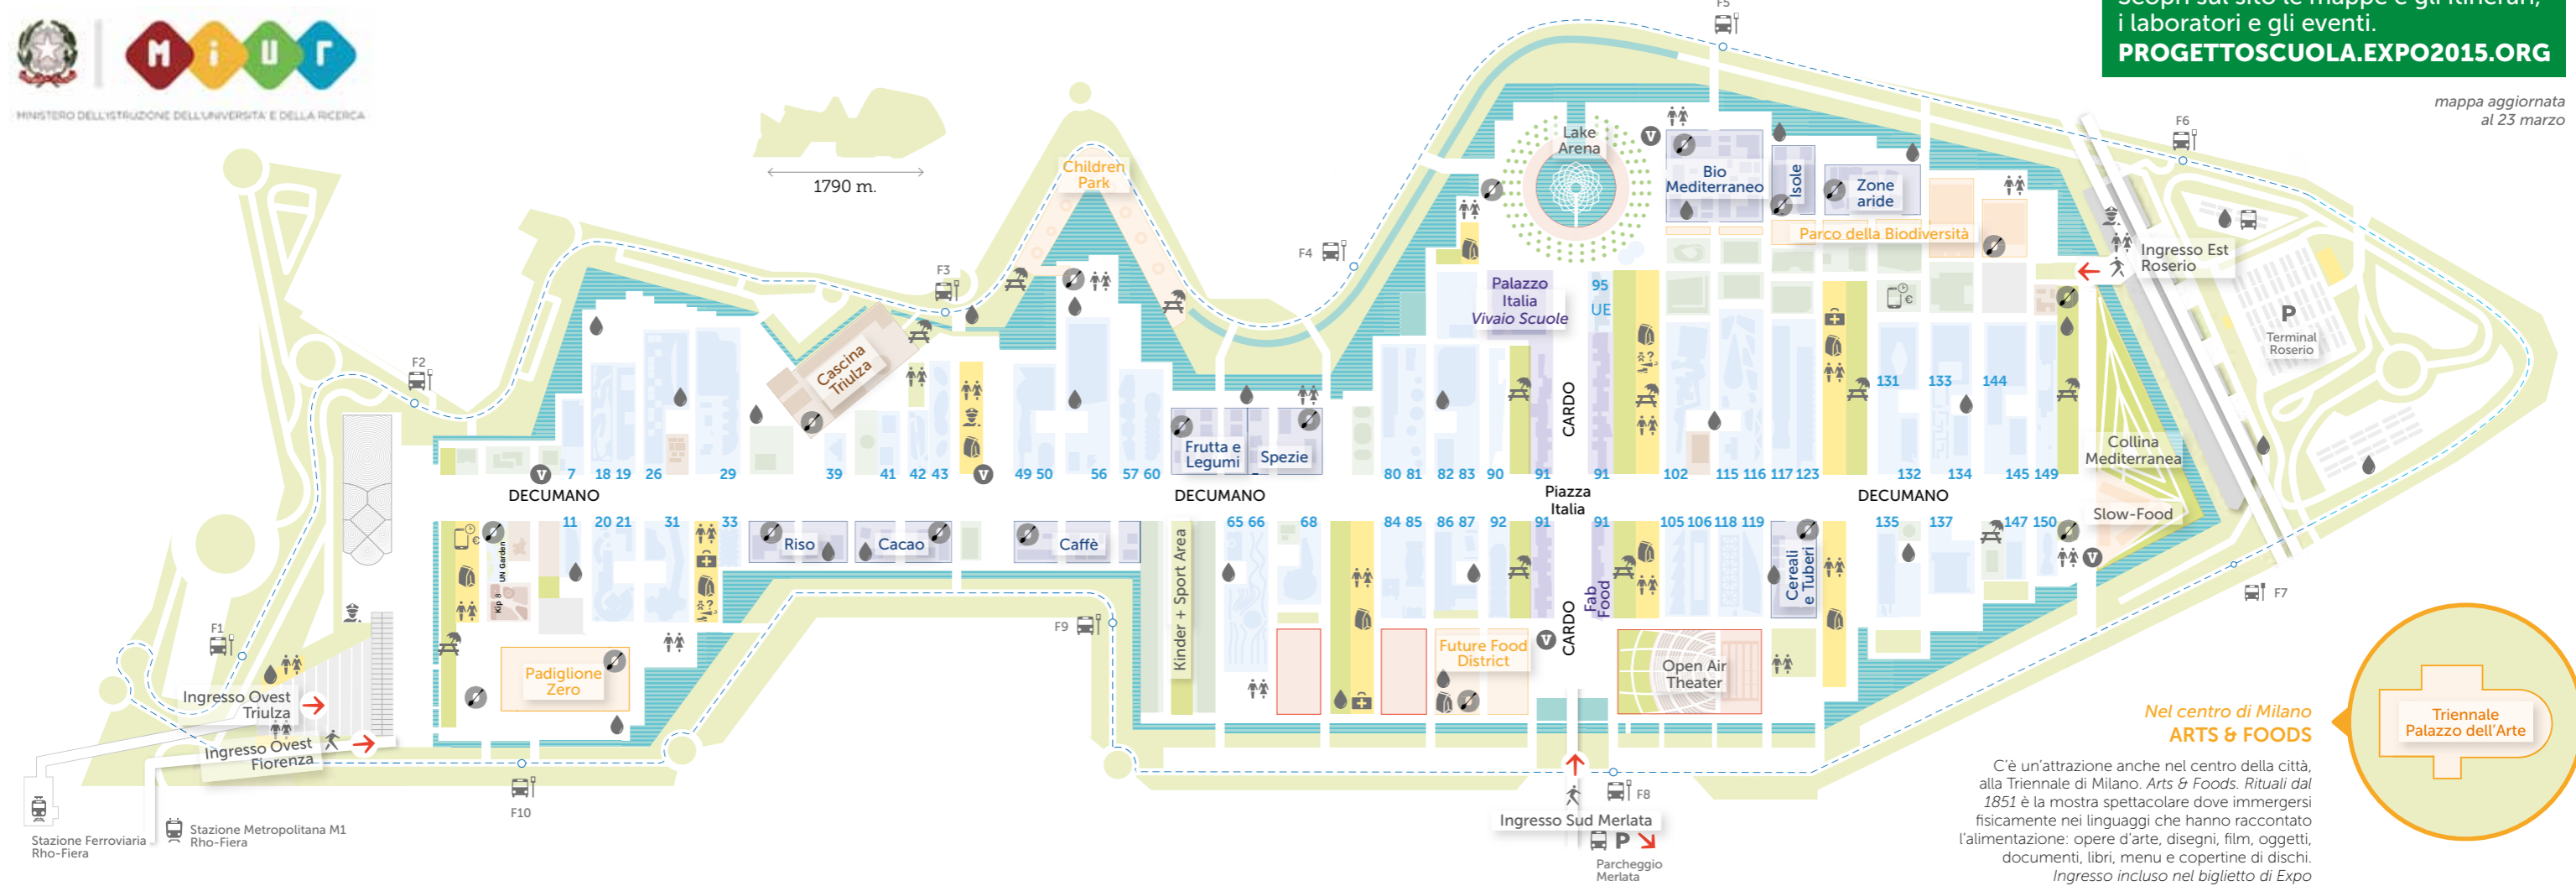 Scopri sul sito le mappe e gli itinerari,
i laboratori e gli eventi.
PROGETTOSCUOLA.EXPO2015.ORG
mappa aggiornata
al 23 marzo
MiUr
MINISTERO DELL'ISTRUZIONE DELL'UNIVERSITA' E DELLA RICERCA
1790 m.
Children
Park
F5
F6
F4
F3
F2
F1
Lake
Arena
V
Bio
Mediterraneo
Isole
Zone
aride
Parco della Biodiversità
Ingresso Est
Roserio
P
Terminal
Roserio
Palazzo
Italia
Vivaio Scuole
95
UE
€
Cascina
Triulza
CARDO
131
133
144
Frutta e
Legumi
Spezie
Collina
Mediterranea
V
7
18 19
26
29
39
41
42 43
V
49 50
56
57 60
80 81
82 83
90
91
91
102
115 116
117 123
132
134
145 149
DECUMANO
DECUMANO
Piazza
Italia
DECUMANO
Slow-Food
€
UN Garden
Kip 8
11
20 21
31
33
Riso
Cacao
Caffè
Kinder + Sport Area
65 66
68
84 85
86 87
92
91
91
105 106
118 119
Cereali
e Tuberi
135
137
147 150
V
F7
F9
Fab
Food
CARDO
V
Padiglione
Zero
Future Food
District
Open Air
Theater
Ingresso Ovest
Triulza
Ingresso Ovest
Fiorenza
F10
F8
Ingresso Sud Merlata
P
Parcheggio
Merlata
Stazione Ferroviaria
Rho-Fiera
Stazione Metropolitana M1
Rho-Fiera
Nel centro di Milano
ARTS & FOODS
Triennale
Palazzo dell'Arte
C'è un'attrazione anche nel centro della città,
alla Triennale di Milano. Arts & Foods. Rituali dal
1851 è la mostra spettacolare dove immergersi
fisicamente nei linguaggi che hanno raccontato
l'alimentazione: opere d'arte, disegni, film, oggetti,
documenti, libri, menu e copertine di dischi.
Ingresso incluso nel biglietto di Expo